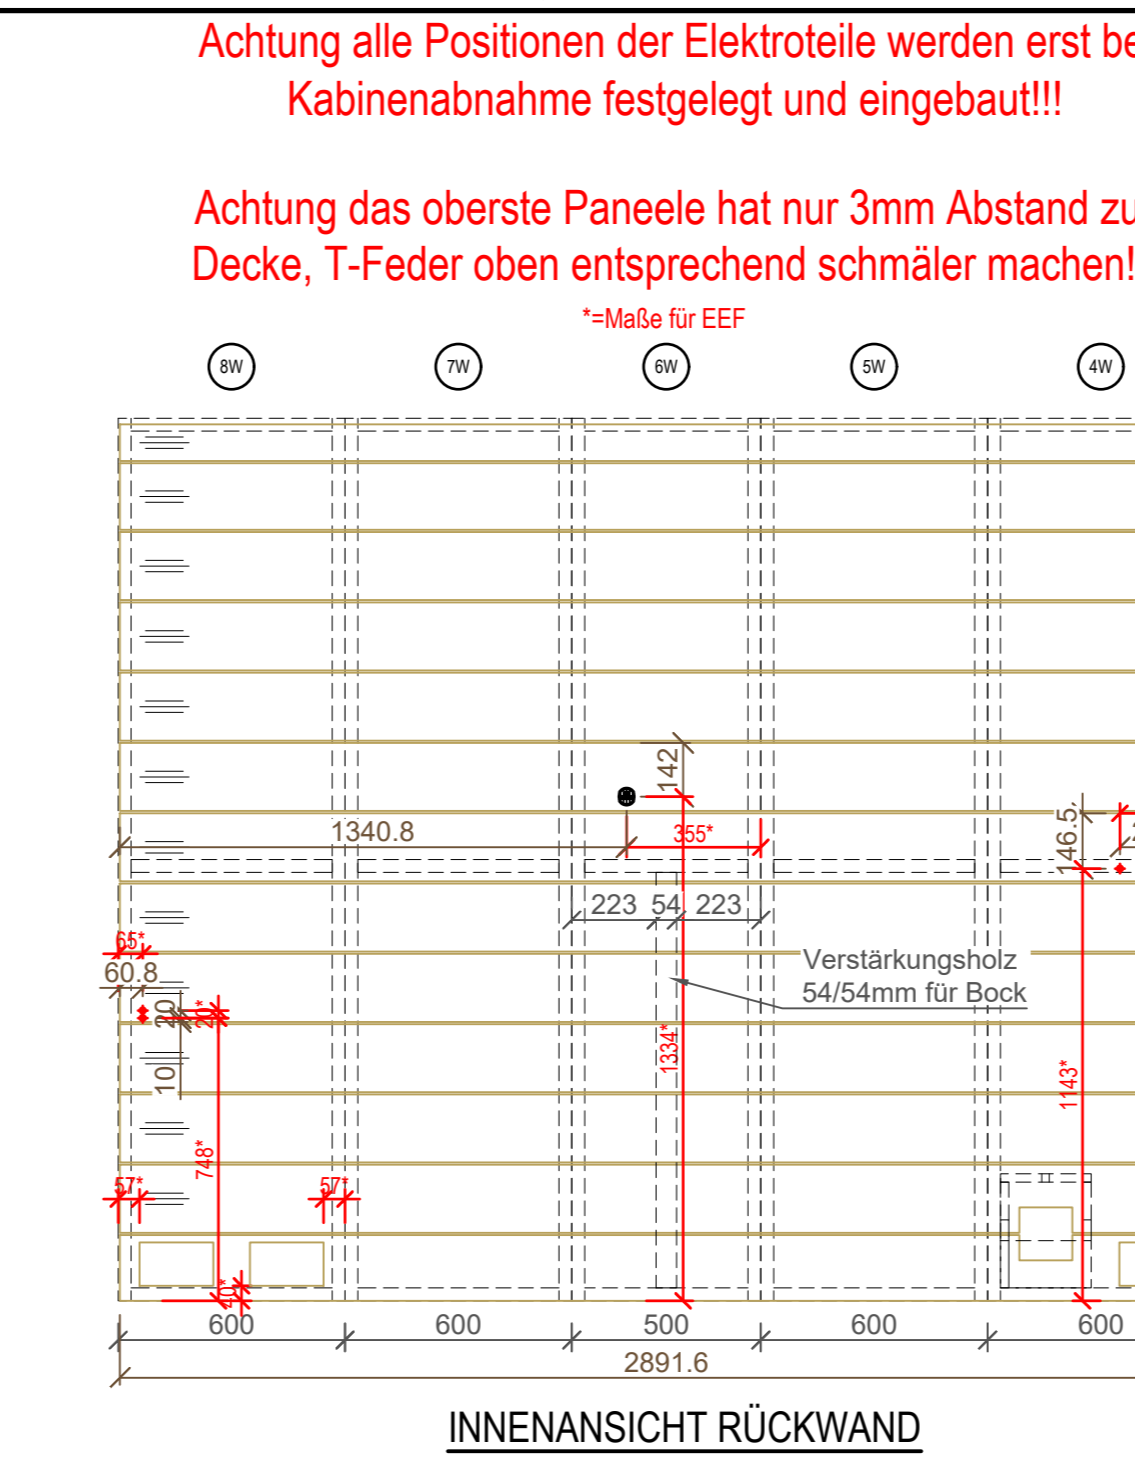 Achtung alle Positionen der Elektroteile werden erst be
Kabinenabnahme festgelegt und eingebaut!!!
Achtung das oberste Paneele hat nur 3mm Abstand zu
Decke, T-Feder oben entsprechend schmäler machen!
*=Maße für EEF
8W 7W 6W 5W 4W
142
1340.8 355* 146.5
223 54 223
65*
60.8
Verstärkungsholz
54/54mm für Bock
20 20*
10
1334*
1143*
748*
57* 57*
40*
600 600 500 600 600
2891.6
INNENANSICHT RÜCKWAND